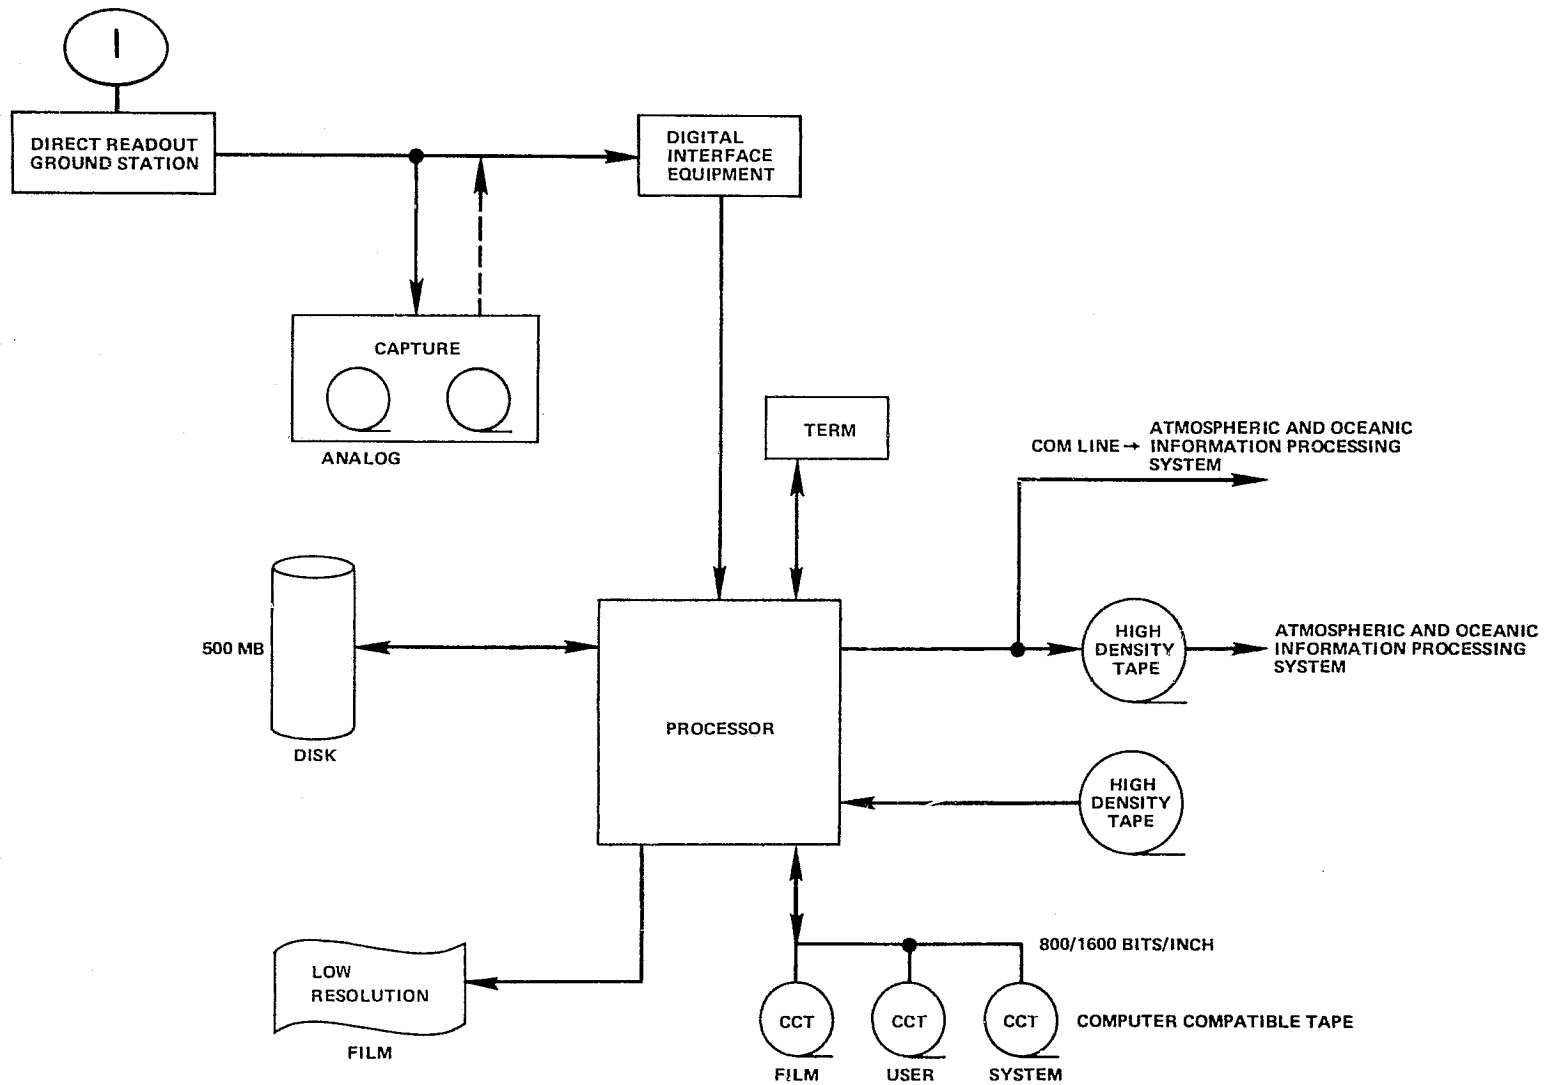 I
DIRECT READOUT
GROUND STATION
DIGITAL
INTERFACE
EQUIPMENT
CAPTURE
ANALOG
TERM
COM LINE → ATMOSPHERIC AND OCEANIC
INFORMATION PROCESSING
SYSTEM
500 MB
DISK
PROCESSOR
HIGH
DENSITY
TAPE
ATMOSPHERIC AND OCEANIC
INFORMATION PROCESSING
SYSTEM
HIGH
DENSITY
TAPE
LOW
RESOLUTION
FILM
800/1600 BITS/INCH
CCT
CCT
CCT
COMPUTER COMPATIBLE TAPE
FILM
USER
SYSTEM